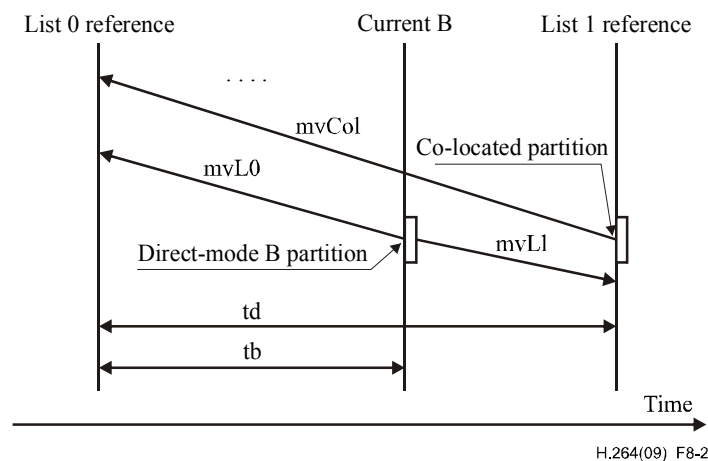 List 0 reference
Current B
List 1 reference
. . . .
mvCol
Co-located partition
mvL0
mvL1
Direct-mode B partition
td
tb
Time
H.264(09)_F8-2